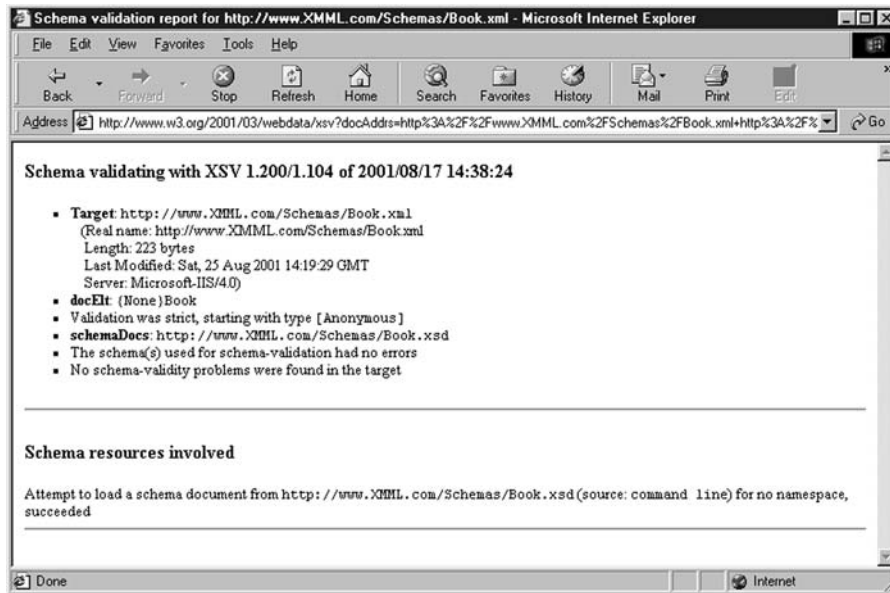 Schema validation report for http://www.XMML.com/Schemas/Book.xml - Microsoft Internet Explorer
File Edit View Favorites Tools Help
Back Forward Stop Refresh Home Search Favorites History Mail Print Edit
Address http://www.w3.org/2001/03/webdata/xsv?docAddrs=http%3A%2F%2Fwww.XMML.com%2FSchemas%2FBook.xml+http%3A%2F% Go
Schema validating with XSV 1.200/1.104 of 2001/08/17 14:38:24
Target: http://www.XMML.com/Schemas/Book.xml
(Real name: http://www.XMML.com/Schemas/Book.xml
Length: 223 bytes
Last Modified: Sat, 25 Aug 2001 14:19:29 GMT
Server: Microsoft-IIS/4.0)
docElt: {None}Book
Validation was strict, starting with type [Anonymous]
schemaDocs: http://www.XMML.com/Schemas/Book.xsd
The schema(s) used for schema-validation had no errors
No schema-validity problems were found in the target
Schema resources involved
Attempt to load a schema document from http://www.XMML.com/Schemas/Book.xsd (source: command line) for no namespace,
succeeded
Done Internet